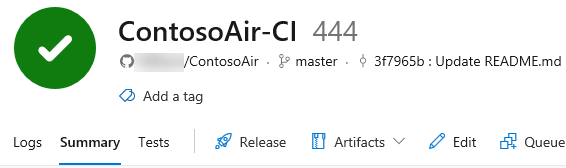 ContosoAir-CI 444
/ContosoAir · master · 3f7965b : Update README.md
Add a tag
Logs Summary Tests Release Artifacts Edit Queue